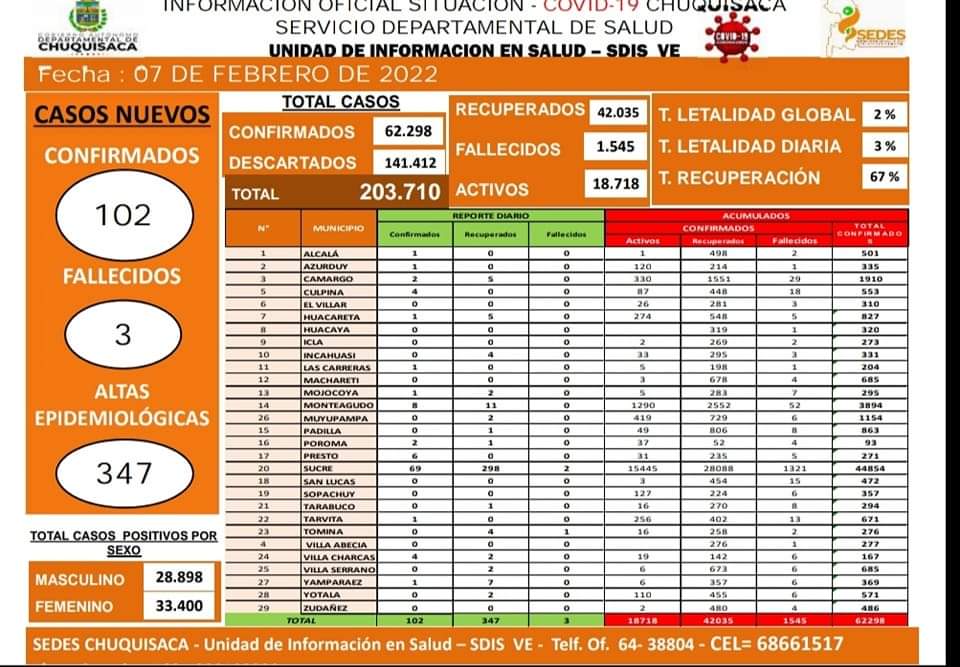 INFORMACION OFICIAL SITUACION - COVID-19 CHUQUISACA
SERVICIO DEPARTAMENTAL DE SALUD
UNIDAD DE INFORMACION EN SALUD – SDIS VE
DEPARTAMENTAL DE
CHUQUISACA
COVID-19
SEDES
Fecha : 07 DE FEBRERO DE 2022
CASOS NUEVOS
CONFIRMADOS
102
FALLECIDOS
3
ALTAS
EPIDEMIOLÓGICAS
347
TOTAL CASOS POSITIVOS POR
SEXO
MASCULINO 28.898
FEMENINO 33.400
TOTAL CASOS
CONFIRMADOS 62.298
DESCARTADOS 141.412
TOTAL 203.710
RECUPERADOS 42.035
FALLECIDOS 1.545
ACTIVOS 18.718
T. LETALIDAD GLOBAL 2 %
T. LETALIDAD DIARIA 3 %
T. RECUPERACIÓN 67 %
REPORTE DIARIO ACUMULADOS
N° MUNICIPIO CONFIRMADOS TOTAL CONFIRMADO
S
Confirmados Recuperados Fallecidos Activos Recuperados Fallecidos
1 ALCALÁ 1 0 0 1 498 2 501
2 AZURDUY 1 0 0 120 214 1 335
3 CAMARGO 2 5 0 330 1551 29 1910
5 CULPINA 4 0 0 87 448 18 553
6 EL VILLAR 0 0 0 26 281 3 310
7 HUACARETA 1 5 0 274 548 5 827
8 HUACAYA 0 0 0 319 1 320
9 ICLA 0 0 0 2 269 2 273
10 INCAHUASI 0 4 0 33 295 3 331
11 LAS CARRERAS 1 0 0 5 198 1 204
12 MACHARETI 0 0 0 3 678 4 685
13 MOJOCOYA 1 2 0 5 283 7 295
14 MONTEAGUDO 8 11 0 1290 2552 52 3894
26 MUYUPAMPA 0 2 0 419 729 6 1154
15 PADILLA 0 1 0 49 806 8 863
16 POROMA 2 1 0 37 52 4 93
17 PRESTO 6 0 0 31 235 5 271
20 SUCRE 69 298 2 15445 28088 1321 44854
18 SAN LUCAS 0 0 0 3 454 15 472
19 SOPACHUY 0 0 0 127 224 6 357
21 TARABUCO 0 1 0 16 270 8 294
22 TARVITA 1 0 0 256 402 13 671
23 TOMINA 0 4 1 16 258 2 276
4 VILLA ABECIA 0 0 0 276 1 277
24 VILLA CHARCAS 4 2 0 19 142 6 167
25 VILLA SERRANO 0 2 0 6 673 6 685
27 YAMPARAEZ 1 7 0 6 357 6 369
28 YOTALA 0 2 0 110 455 6 571
29 ZUDAÑEZ 0 0 0 2 480 4 486
TOTAL 102 347 3 18718 42035 1545 62298
SEDES CHUQUISACA - Unidad de Información en Salud – SDIS VE - Telf. Of. 64- 38804 - CEL= 68661517